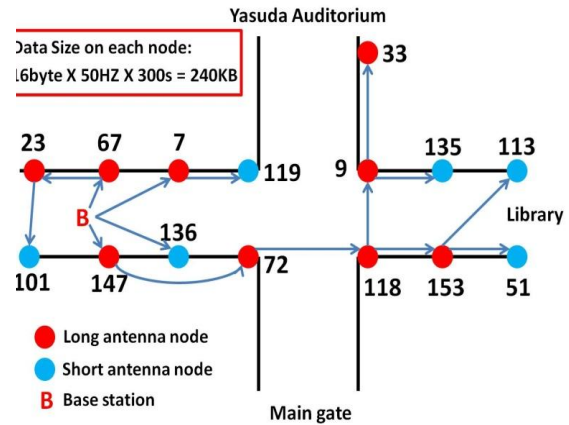 Yasuda Auditorium
Data Size on each node:
16byte X 50HZ X 300s = 240KB
33
23
67
7
119
9
135
113
Library
B
136
101
147
72
118
153
51
Long antenna node
Short antenna node
B Base station
Main gate